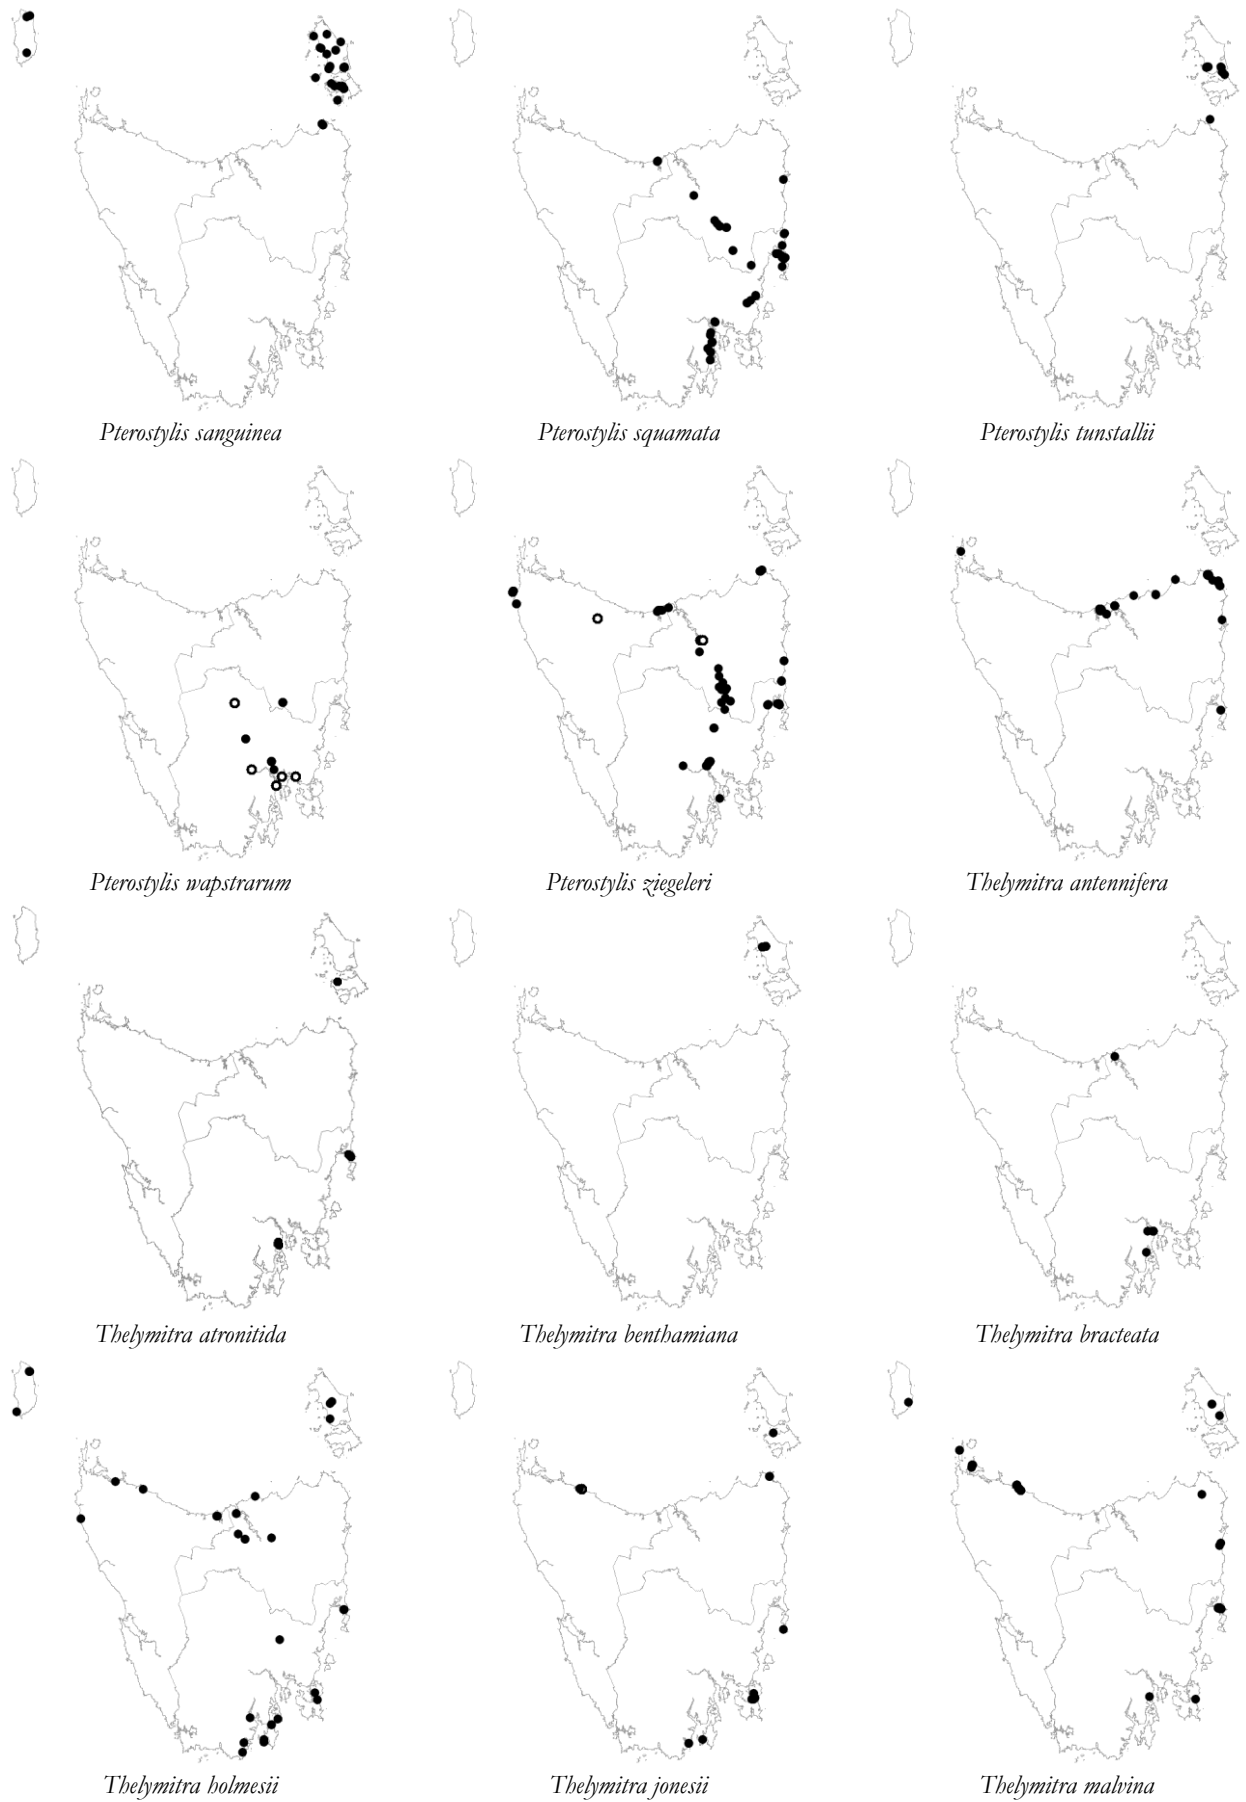 Pterostylis sanguinea
Pterostylis squamata
Pterostylis tunstallii
Pterostylis wapstrarum
Pterostylis ziegeleri
Thelymitra antennifera
Thelymitra atronitida
Thelymitra benthamiana
Thelymitra bracteata
Thelymitra holmesii
Thelymitra jonesii
Thelymitra malvina